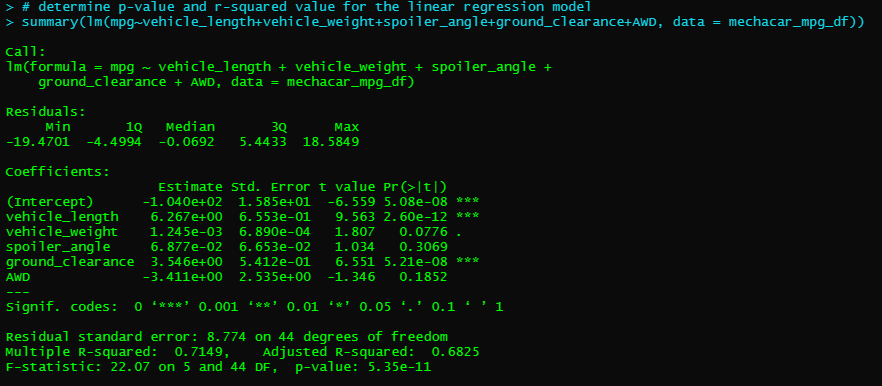 > # determine p-value and r-squared value for the linear regression model
> summary(lm(mpg~vehicle_length+vehicle_weight+spoiler_angle+ground_clearance+AWD, data = mechacar_mpg_df))
Call:
lm(formula = mpg ~ vehicle_length + vehicle_weight + spoiler_angle +
    ground_clearance + AWD, data = mechacar_mpg_df)
Residuals:
     Min       1Q   Median       3Q      Max
-19.4701  -4.4994  -0.0692   5.4433  18.5849
Coefficients:
                   Estimate Std. Error t value Pr(>|t|)
(Intercept)      -1.040e+02  1.585e+01  -6.559 5.08e-08 ***
vehicle_length    6.267e+00  6.553e-01   9.563 2.60e-12 ***
vehicle_weight    1.245e-03  6.890e-04   1.807   0.0776 .
spoiler_angle     6.877e-02  6.653e-02   1.034   0.3069
ground_clearance  3.546e+00  5.412e-01   6.551 5.21e-08 ***
AWD              -3.411e+00  2.535e+00  -1.346   0.1852
---
Signif. codes:  0 ‘***’ 0.001 ‘**’ 0.01 ‘*’ 0.05 ‘.’ 0.1 ‘ ’ 1
Residual standard error: 8.774 on 44 degrees of freedom
Multiple R-squared:  0.7149,    Adjusted R-squared:  0.6825
F-statistic: 22.07 on 5 and 44 DF,  p-value: 5.35e-11